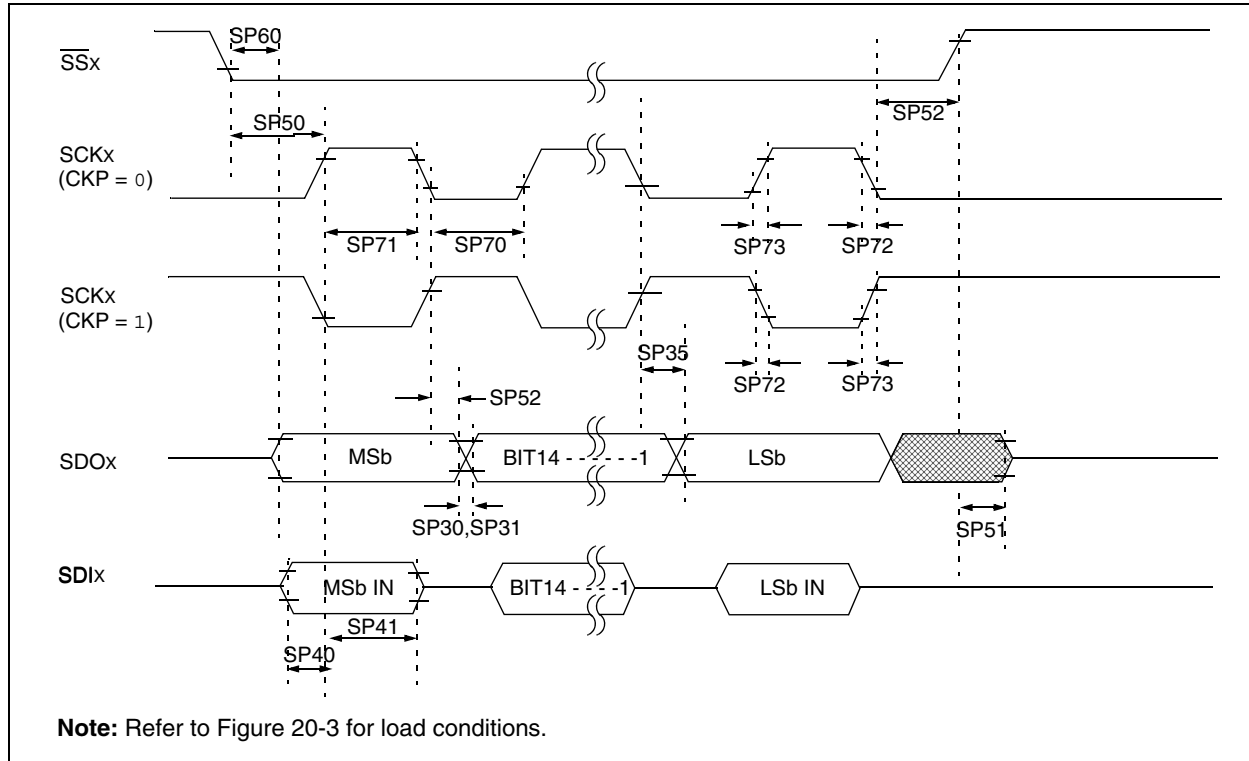 SP60
SSx
SP52
SP50
SCKx
(CKP = 0)
SP71
SP70
SP73
SP72
SCKx
(CKP = 1)
SP35
SP72
SP73
SP52
SDOx
MSb
BIT14 - - - - - -1
LSb
SP30,SP31
SP51
SDIx
MSb IN
BIT14 - - - -1
LSb IN
SP41
SP40
Note: Refer to Figure 20-3 for load conditions.